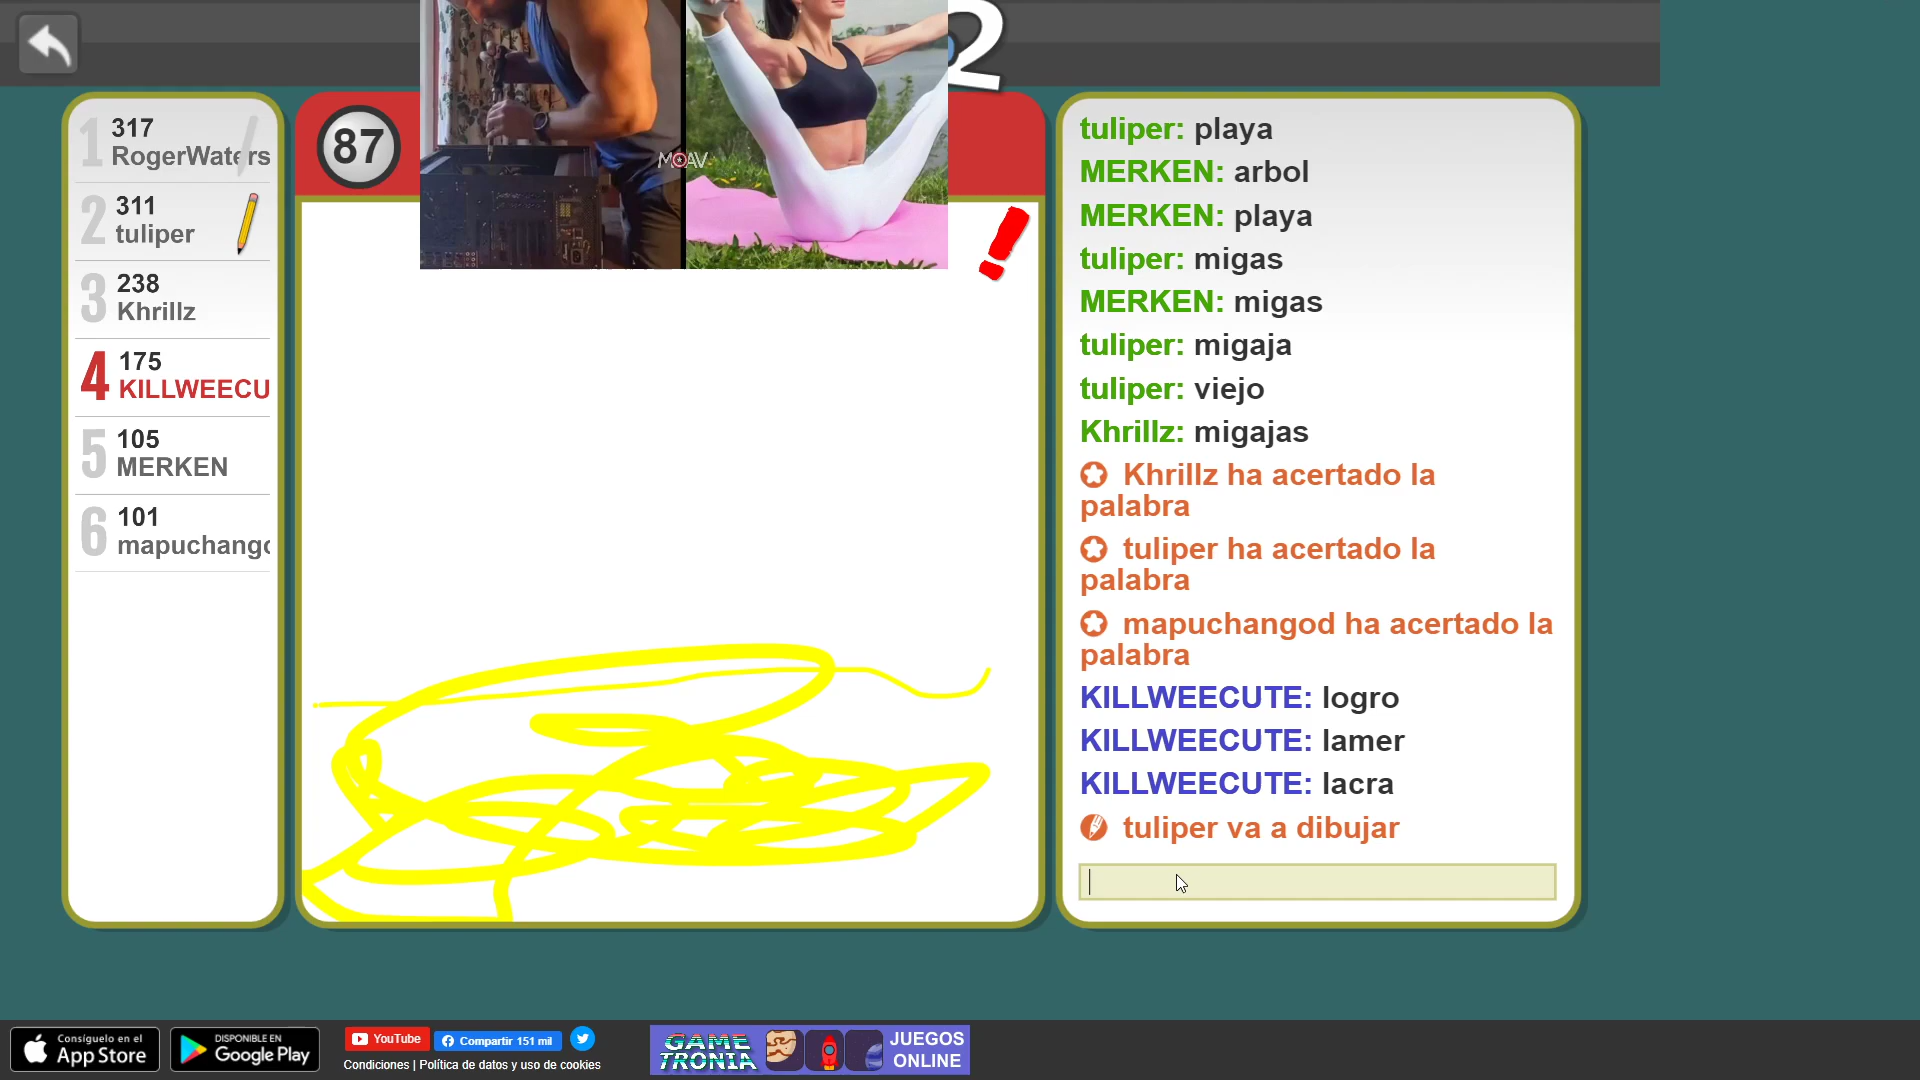 2
1 317
RogerWaters
2 311
tuliper
3 238
Khrillz
4 175
KILLWEECU
5 105
MERKEN
6 101
mapuchango
87
MOAV
!
tuliper: playa
MERKEN: arbol
MERKEN: playa
tuliper: migas
MERKEN: migas
tuliper: migaja
tuliper: viejo
Khrillz: migajas
Khrillz ha acertado la
palabra
tuliper ha acertado la
palabra
mapuchangod ha acertado la
palabra
KILLWEECUTE: logro
KILLWEECUTE: lamer
KILLWEECUTE: lacra
tuliper va a dibujar
Consíguelo en el
App Store
DISPONIBLE EN
Google Play
YouTube
Compartir 151 mil
Condiciones | Política de datos y uso de cookies
GAME
TRONIA
JUEGOS
ONLINE